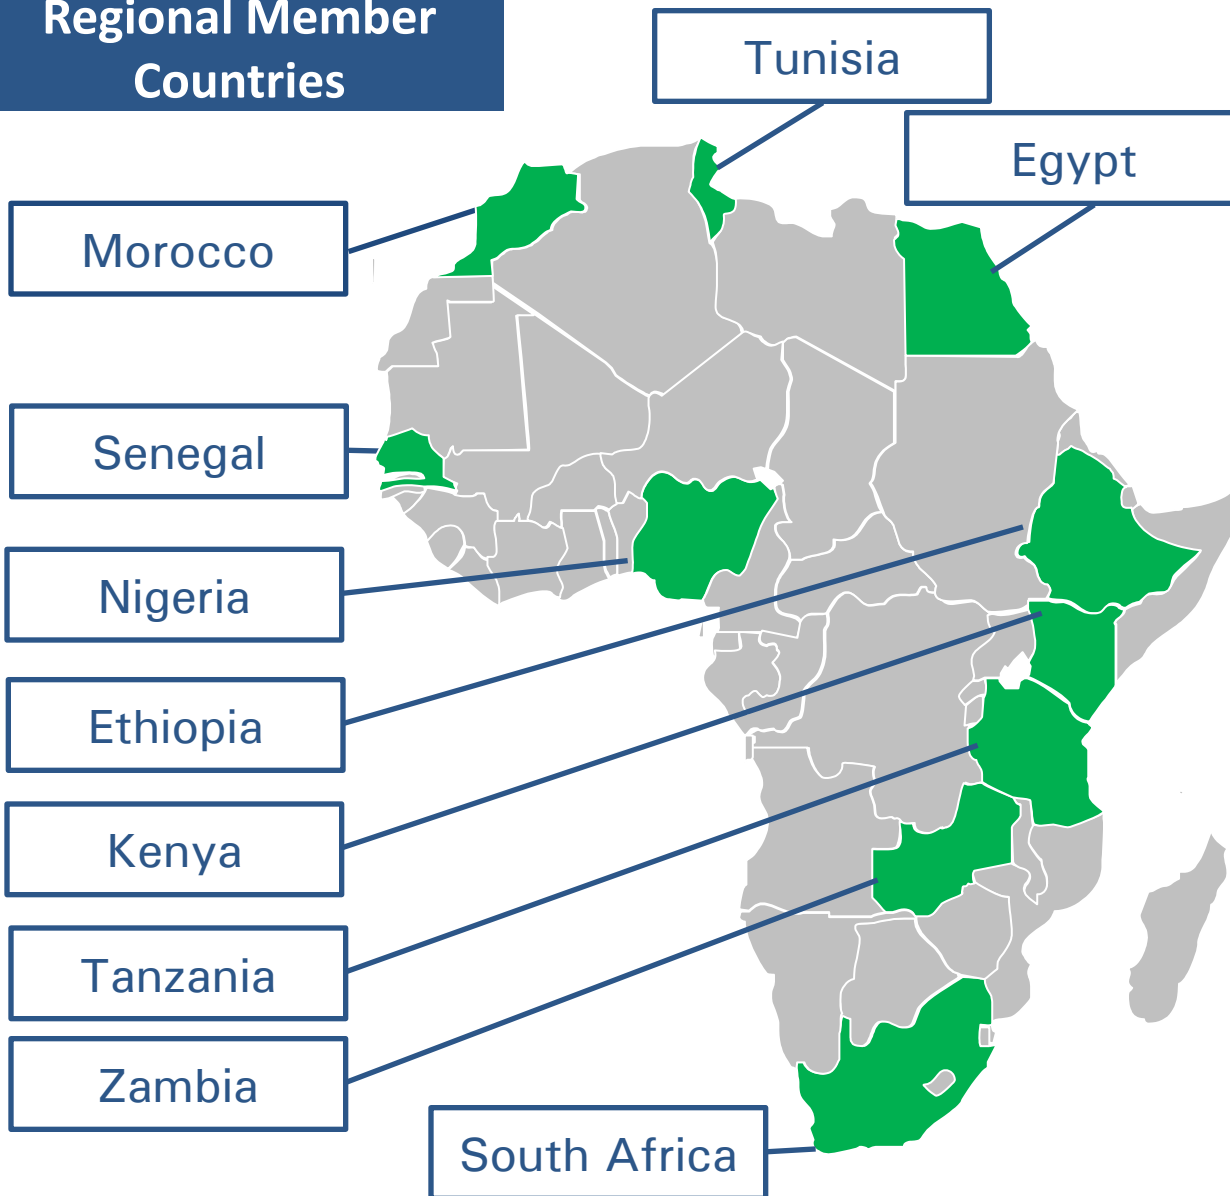 Regional Member
Countries
Tunisia
Egypt
Morocco
Senegal
Nigeria
Ethiopia
Kenya
Tanzania
Zambia
South Africa